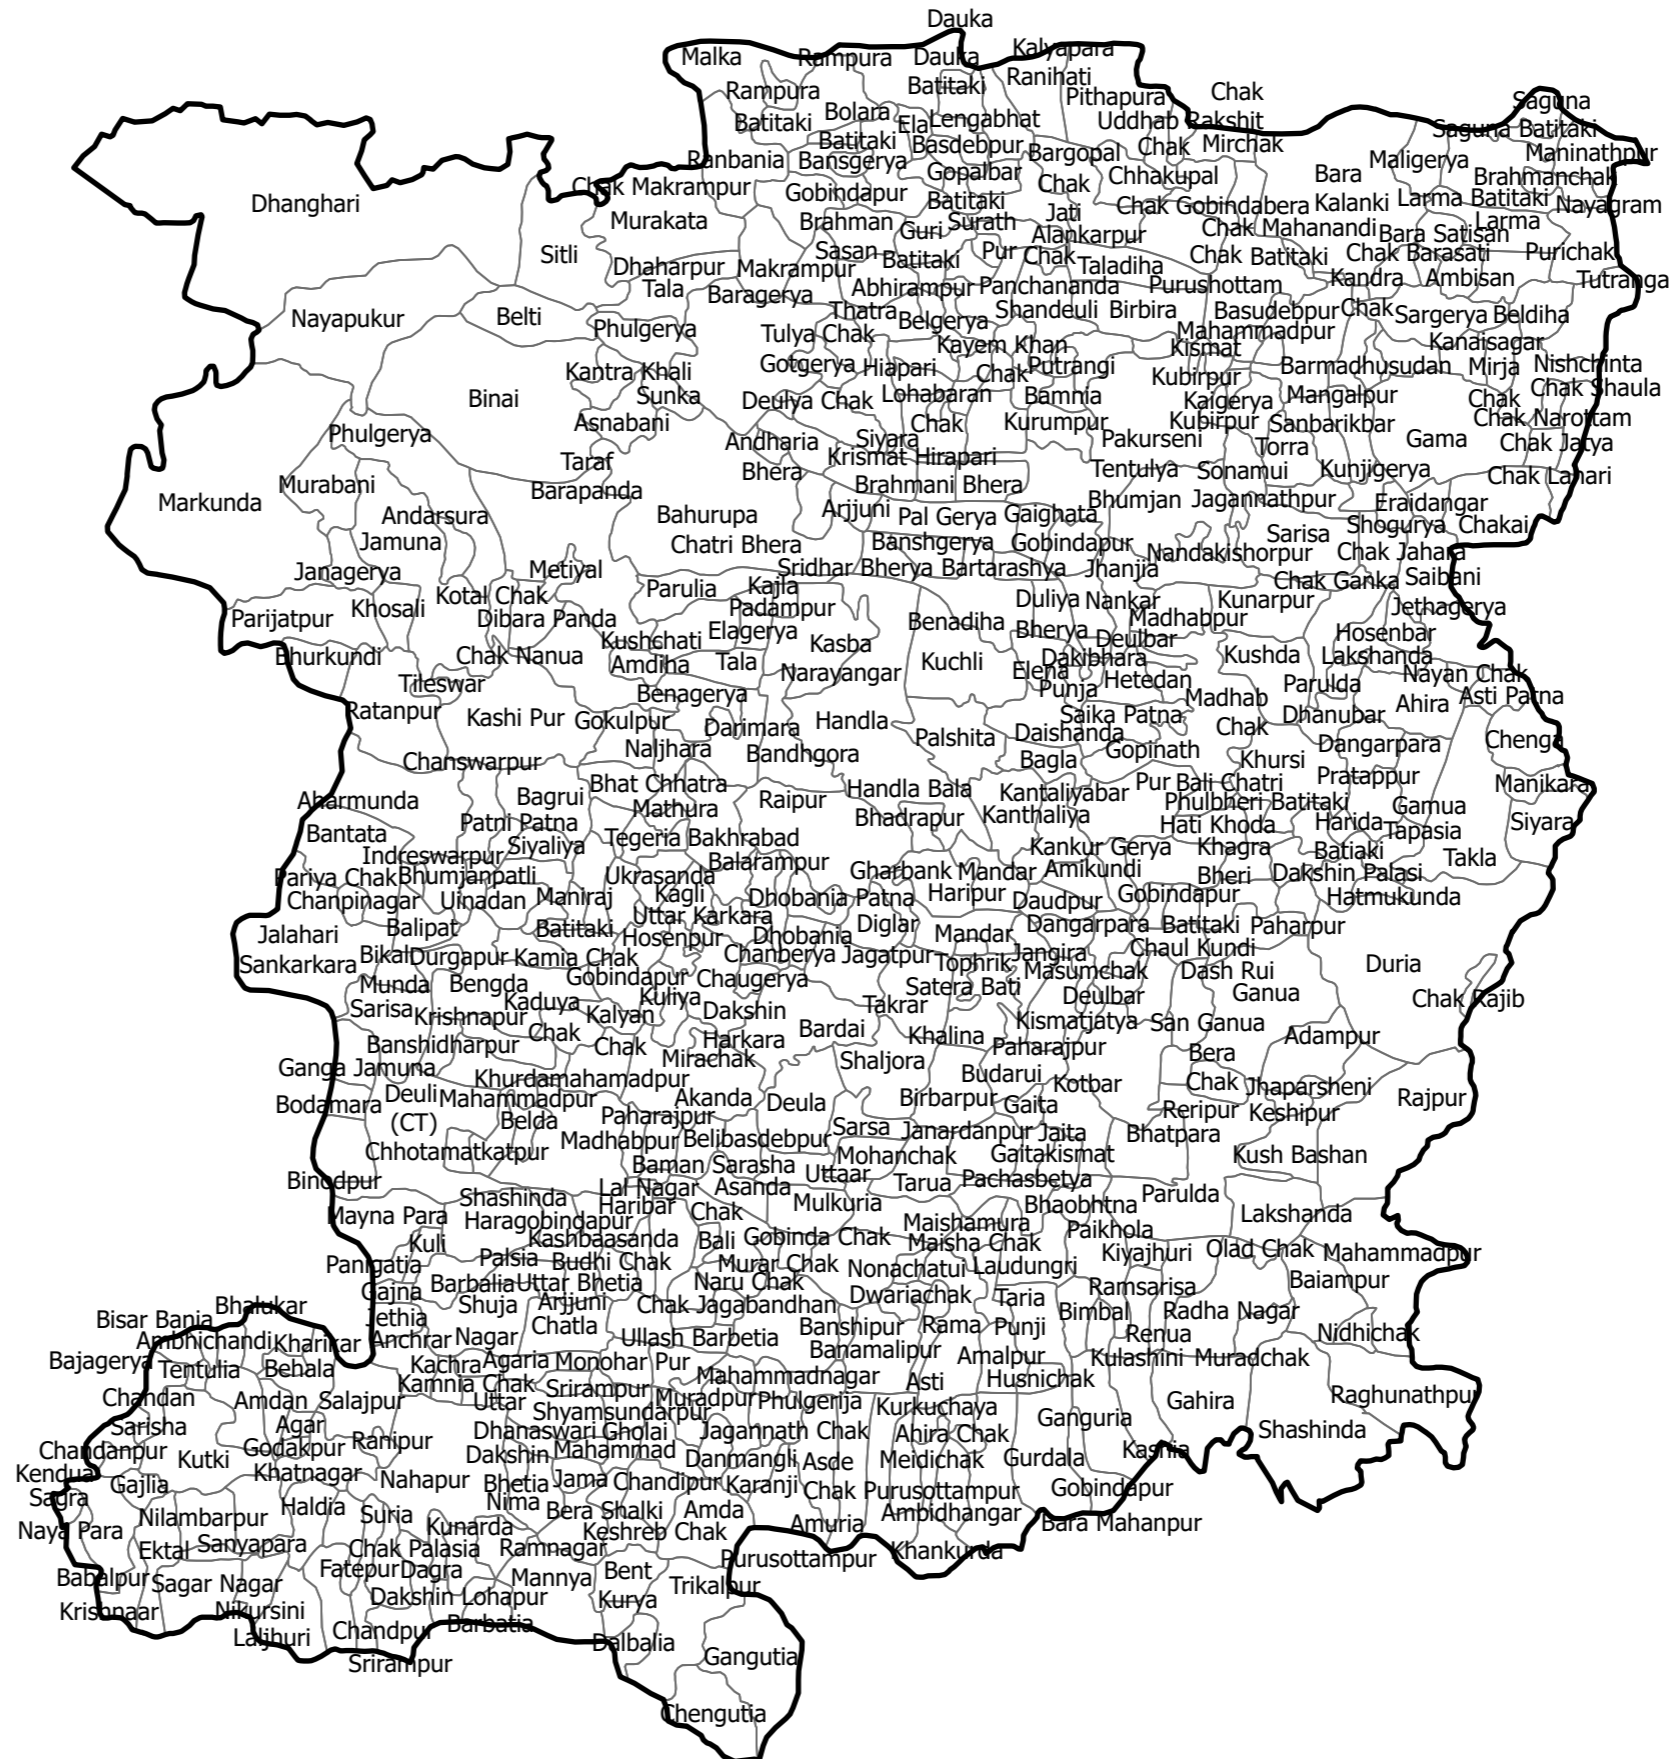 Dauka
Malka
Rampura
Dauka
Kalyapara
Rampura
Batitaki
Ranihati
Pithapura
Chak
Saguna
Batitaki
Bolara
Ela
Lengabhat
Uddhab Rakshit
Saguna Batitaki
Ranbania
Batitaki
Bansgerya
Basdebpur
Bargopal
Chak
Mirchak
Maligerya
Maninathpur
Chak Makrampur
Gobindapur
Gopalbar
Chak
Chhakupal
Bara
Brahmanchak
Dhanghari
Murakata
Brahman
Batitaki
Guri
Surath
Jati
Alankarpur
Chak Gobindabera
Kalanki
Larma Batitaki
Nayagram
Larma
Sitli
Sasan
Batitaki
Pur
Chak
Taladiha
Chak Mahanandi
Bara Satisan
Chak Batitaki
Chak Barasati
Purichak
Dhaharpur
Makrampur
Tala
Baragerya
Abhirampur
Panchananda
Purushottam
Kandra
Ambisan
Tutranga
Nayapukur
Belti
Phulgerya
Thatra
Tulya Chak
Belgerya
Shandeuli
Birbira
Basudebpur
Chak
Sargerya
Beldiha
Mahammadpur
Kismat
Kanaisagar
Kantra Khali
Gotgerya
Hiapari
Kayem Khan
Chak
Putrangi
Kubirpur
Barmadhusudan
Mirja
Nishchinta
Binai
Sunka
Deulya Chak
Lohabaran
Bamnia
Kaigerya
Mangalpur
Chak
Chak Shaula
Asnabani
Chak
Kurumpur
Kubirpur
Sanbarikbar
Chak Narottam
Phulgerya
Andharia
Siyara
Pakurseni
Torra
Gama
Chak Jatya
Taraf
Bhera
Krismat Hirapari
Tentulya
Sonamui
Kunjigerya
Chak Lahari
Markunda
Murabani
Barapanda
Brahmani Bhera
Bhumjan
Jagannathpur
Eraidangar
Andarsura
Bahurupa
Arjjuni
Pal Gerya
Gaighata
Sarisa
Shogurya
Chakai
Jamuna
Chatri Bhera
Banshgerya
Gobindapur
Nandakishorpur
Chak Jahara
Janagerya
Metiyal
Sridhar Bherya
Bartarashya
Jhanjia
Chak Ganka
Saibani
Parijatpur
Khosali
Kotal Chak
Parulia
Kajla
Padampur
Duliya
Nankar
Kunarpur
Jethagerya
Dibara Panda
Elagerya
Kasba
Benadiha
Bherya
Madhabpur
Deulbar
Hosenbar
Bhurkundi
Chak Nanua
Kushchati
Amdiha
Tala
Narayangar
Kuchli
Dakibhara
Elena
Hetedan
Kushda
Lakshanda
Tileswar
Benagerya
Punja
Madhab
Parulda
Nayan Chak
Ratanpur
Kashi Pur
Gokulpur
Darimara
Handla
Saika Patna
Chak
Dhanubar
Ahira
Asti Patna
Naljhara
Bandhgora
Palshita
Daishanda
Gopinath
Dangarpara
Chenga
Chanswarpur
Bagla
Khursi
Bhat Chhatra
Handla Bala
Kantaliyabar
Pur
Bali Chatri
Pratappur
Manikara
Aharmunda
Bagrui
Mathura
Raipur
Bhadrapur
Kanthaliya
Phulbheri Batitaki
Gamua
Bantata
Patni Patna
Siyaliya
Tegeria
Bakhrabad
Hati Khoda
Harida
Tapasia
Siyara
Indreswarpur
Balarampur
Kankur Gerya
Khagra
Batiaki
Takla
Pariya Chak
Bhumjanpatli
Ukrasanda
Gharbank
Mandar
Amikundi
Bheri
Dakshin Palasi
Chanpinagar
Uinadan
Maniraj
Kagli
Dhobania Patna
Haripur
Daudpur
Gobindapur
Hatmukunda
Jalahari
Balipat
Batitaki
Uttar Karkara
Dhobania
Diglar
Mandar
Dangarpara
Batitaki
Paharpur
Hosenpur
Jangira
Chaul Kundi
Sankarkara
Bikal
Durgapur
Kamia Chak
Chanberya
Jagatpur
Tophrik
Masumchak
Dash Rui
Duria
Munda
Bengda
Gobindapur
Chaugerya
Satera Bati
Deulbar
Ganua
Chak Rajib
Sarisa
Krishnapur
Kaduya
Kalyan
Kuliya
Dakshin
Takrar
Banshidharpur
Chak
Chak
Harkara
Bardai
Khalina
Kismatjatya
San Ganua
Adampur
Ganga Jamuna
Mirachak
Shaljora
Paharajpur
Bera
Khurdamahamadpur
Budarui
Kotbar
Chak
Jhaparsheni
Bodamara
Deuli
(CT)
Mahammadpur
Akanda
Deula
Birbarpur
Gaita
Reripur
Keshipur
Rajpur
Belda
Paharajpur
Sarsa
Janardanpur
Jaita
Bhatpara
Chhotamatkatpur
Madhabpur
Belibasdebpur
Mohanchak
Gaitakismat
Kush Bashan
Binodpur
Baman Sarasha
Uttaar
Tarua
Pachasbetya
Mayna Para
Shashinda
Lal Nagar
Asanda
Mulkuria
Bhaobhtna
Parulda
Lakshanda
Haragobindapur
Haribar
Chak
Maishamura
Paikhola
Kuli
Kashbaasanda
Bali
Gobinda Chak
Maisha Chak
Kiyajhuri
Olad Chak
Mahammadpur
Panigatia
Palsia
Budhi Chak
Murar Chak
Nonachatui
Laudungri
Baiampur
Gajna
Barbalia
Uttar Bhetia
Naru Chak
Dwariachak
Taria
Ramsarisa
Bisar Bania
Bhalukar
Jethia
Shuja
Arjjuni
Chak Jagabandhan
Bimbal
Radha Nagar
Ambhichandi
Kharikar
Anchkar
Nagar
Chatla
Ullash Barbetia
Banshipur
Rama
Punji
Renua
Nidhichak
Bajagerya
Tentulia
Behala
Kachra
Agaria
Monohar Pur
Banamalipur
Amalpur
Kulashini
Muradchak
Chandan
Amdan
Salajpur
Kamnia Chak
Srirampur
Mahammadnagar
Asti
Husnichak
Sarisha
Agar
Uttar
Shyamsundarpur
Muradpur
Phulgerija
Kurkuchaya
Ganguria
Gahira
Raghunathpur
Chandanpur
Kutki
Godakpur
Ranipur
Dhanaswari
Gholai
Jagannath Chak
Ahira Chak
Shashinda
Kendua
Gajlia
Khatnagar
Nahapur
Dakshin
Mahammad
Danmangli
Asde
Meidichak
Gurdala
Kasnia
Sagra
Nilambarpur
Haldia
Suria
Bhetia
Jama
Chandipur
Karanji
Chak Purusottampur
Gobindapur
Naya Para
Nima
Bera Shalki
Amda
Ambidhangar
Bara Mahanpur
Ektal
Sanyapara
Kunarda
Keshreb Chak
Amuria
Khankurda
Babalpur
Sagar Nagar
Chak Palasia
Ramnagar
Purusottampur
Krishnaar
Nikursini
Fatepur
Dagra
Mannya
Bent
Trikalpur
Dakshin Lohapur
Kurya
Laljhuri
Chandpur
Barbatia
Dalbalia
Srirampur
Gangutia
Chengutia